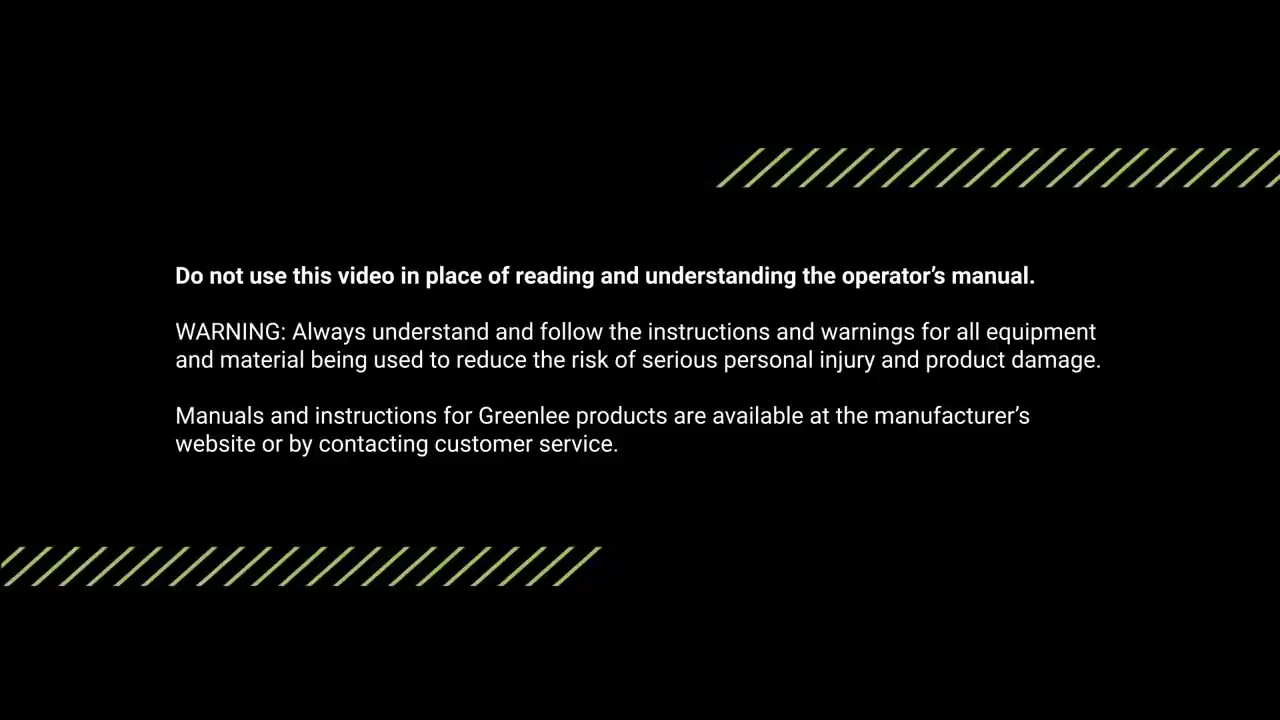 Do not use this video in place of reading and understanding the operator’s manual.
WARNING: Always understand and follow the instructions and warnings for all equipment
and material being used to reduce the risk of serious personal injury and product damage.
Manuals and instructions for Greenlee products are available at the manufacturer’s
website or by contacting customer service.